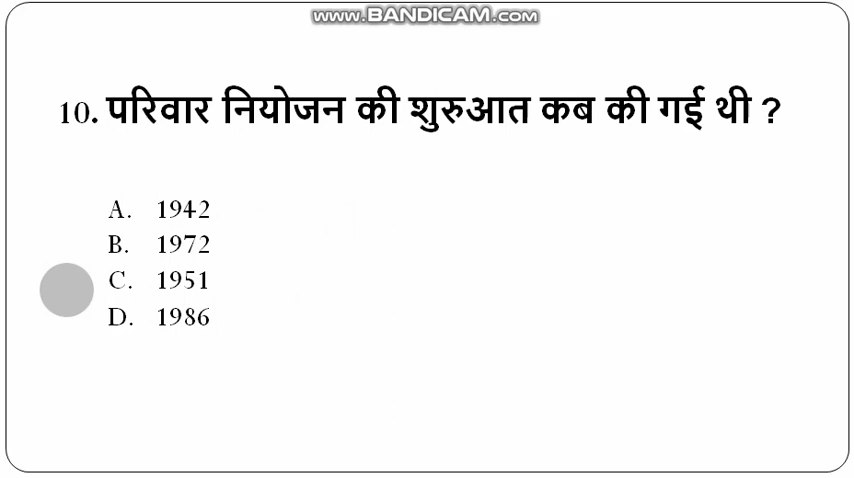 www.BANDICAM.com
10. परिवार नियोजन की शुरुआत कब की गई थी ?
A. 1942
B. 1972
C. 1951
D. 1986